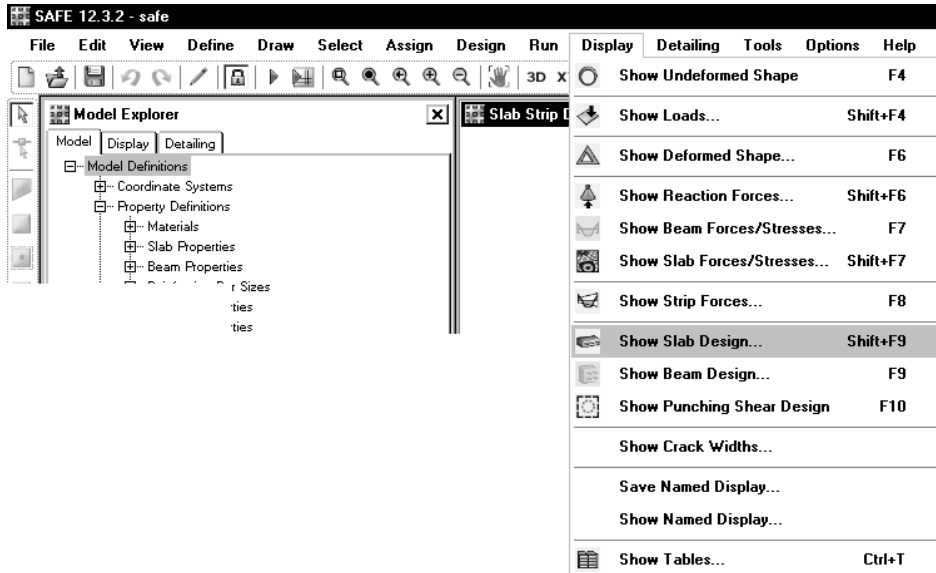 SAFE 12.3.2 - safe
File Edit View Define Draw Select Assign Design Run Display Detailing Tools Options Help
3D
Model Explorer
Model Display Detailing
Model Definitions
Coordinate Systems
Property Definitions
Materials
Slab Properties
Beam Properties
Sizes
ties
ties
Slab Strip
Show Undeformed Shape F4
Show Loads... Shift+F4
Show Deformed Shape... F6
Show Reaction Forces... Shift+F6
Show Beam Forces/Stresses... F7
Show Slab Forces/Stresses... Shift+F7
Show Strip Forces... F8
Show Slab Design... Shift+F9
Show Beam Design... F9
Show Punching Shear Design F10
Show Crack Widths...
Save Named Display...
Show Named Display...
Show Tables... Ctrl+T